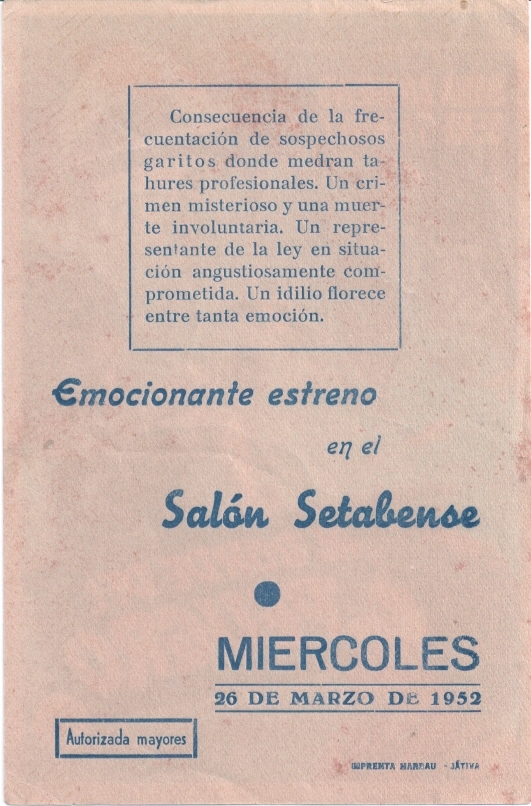 Consecuencia de la fre-
cuentación de sospechosos
garitos donde medran ta-
hures profesionales. Un cri-
men misterioso y una muer-
te involuntaria. Un repre-
sentante de la ley en situa-
ción angustiosamente com-
prometida. Un idilio florece
entre tanta emoción.
Emocionante estreno
en el
Salón Setabense
MIERCOLES
26 DE MARZO DE 1952
Autorizada mayores
IMPRENTA MARBAU - JÁTIVA